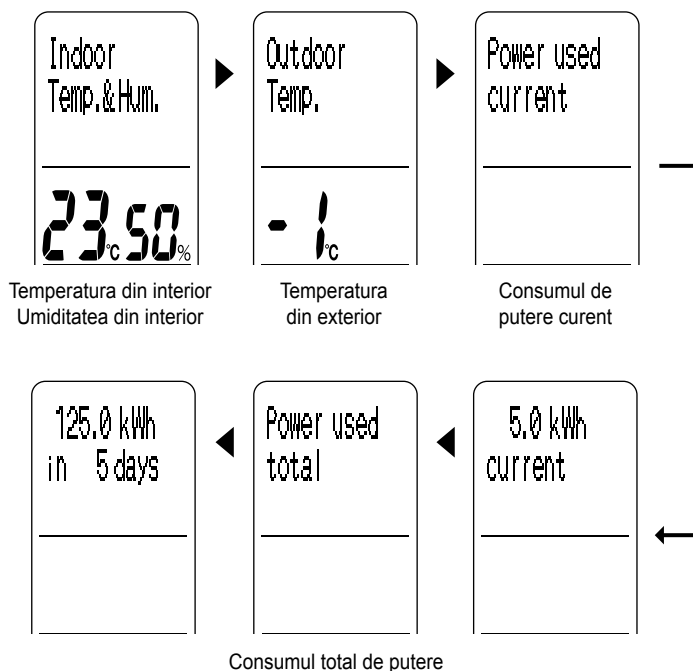 Indoor
Temp.&Hum.
23°C 50%
Temperatura din interior
Umiditatea din interior
Outdoor
Temp.
-1°C
Temperatura
din exterior
Power used
current
Consumul de
putere curent
5.0 kWh
current
Power used
total
125.0 kWh
in 5 days
Consumul total de putere